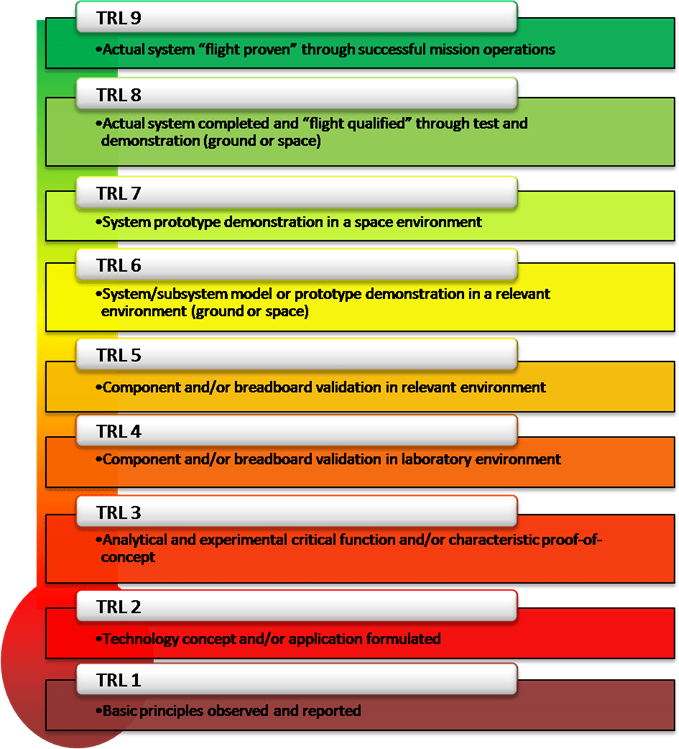 TRL 9
•Actual system “flight proven” through successful mission operations
TRL 8
•Actual system completed and “flight qualified” through test and
demonstration (ground or space)
TRL 7
•System prototype demonstration in a space environment
TRL 6
•System/subsystem model or prototype demonstration in a relevant
environment (ground or space)
TRL 5
•Component and/or breadboard validation in relevant environment
TRL 4
•Component and/or breadboard validation in laboratory environment
TRL 3
•Analytical and experimental critical function and/or characteristic proof-of-
concept
TRL 2
•Technology concept and/or application formulated
TRL 1
•Basic principles observed and reported